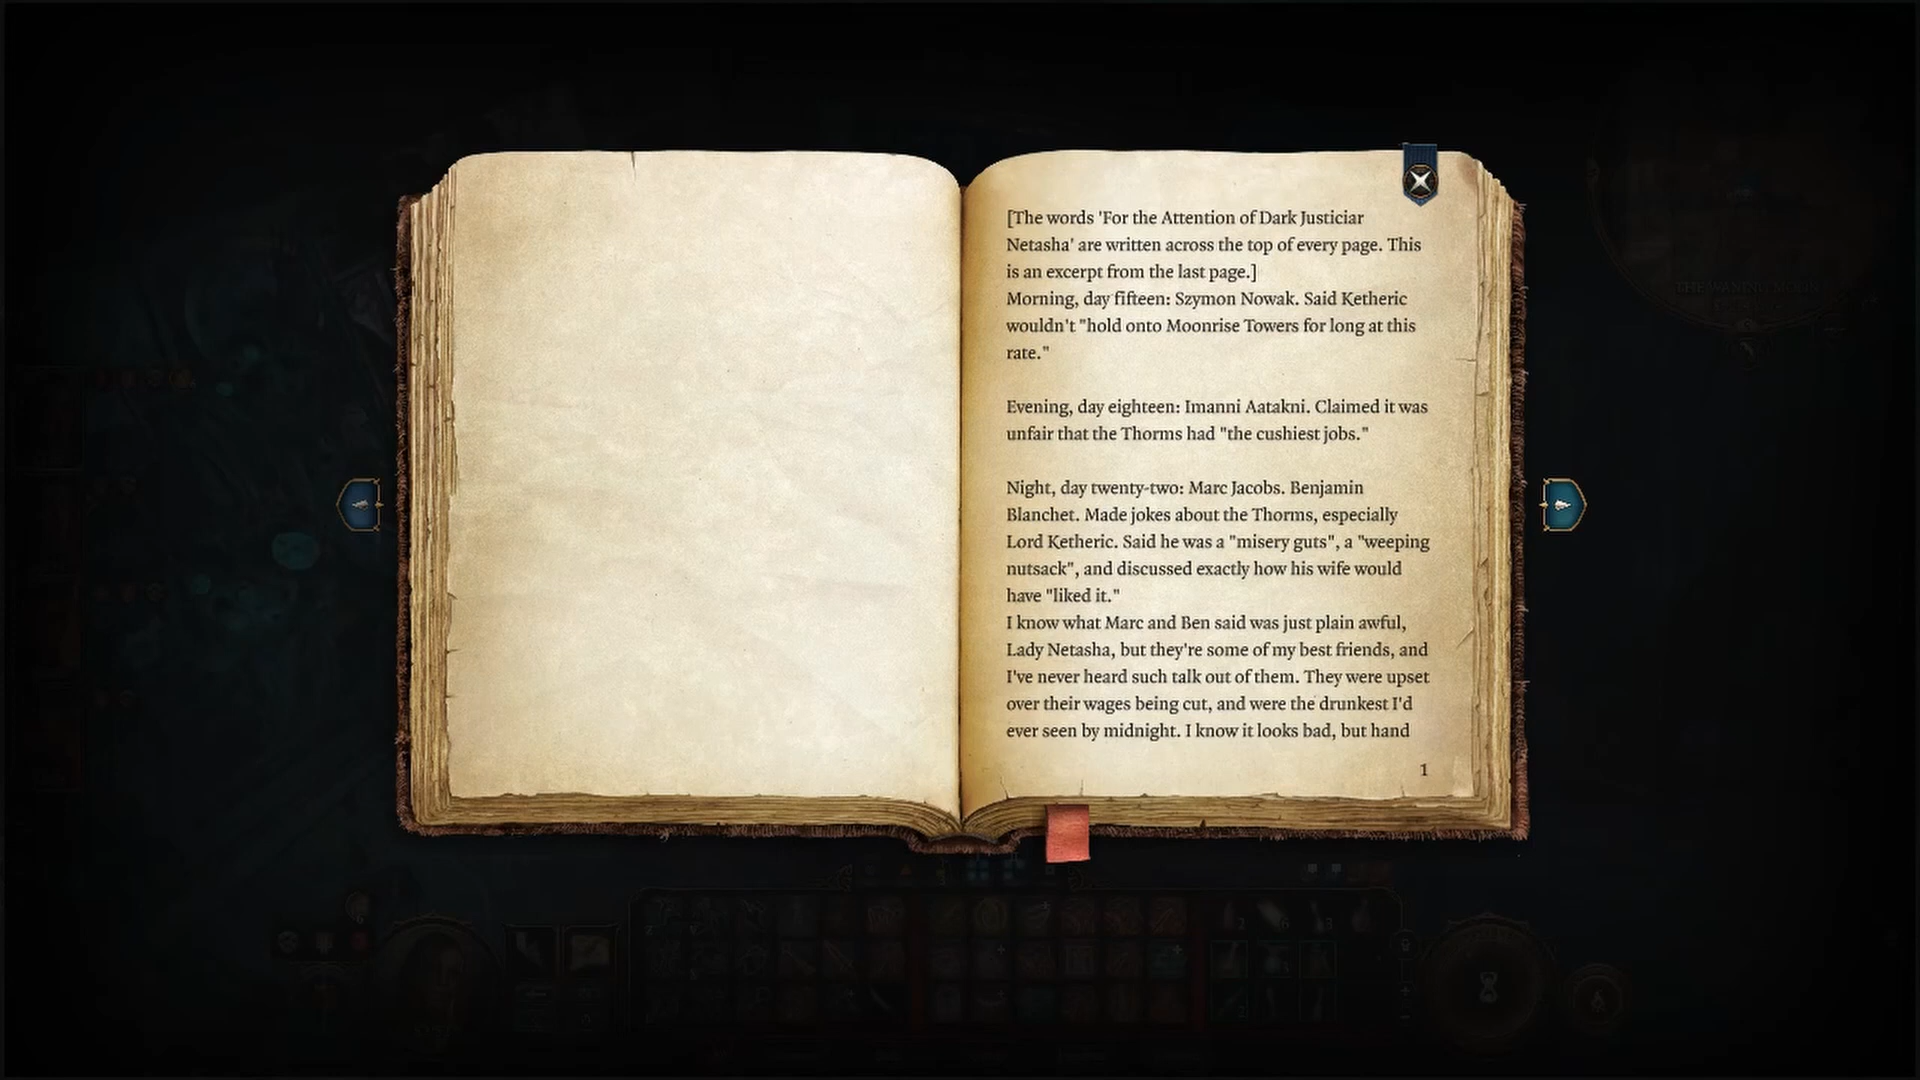 THE WANING MOON
[The words 'For the Attention of Dark Justiciar
Netasha' are written across the top of every page. This
is an excerpt from the last page.]
Morning, day fifteen: Szymon Nowak. Said Ketheric
wouldn't "hold onto Moonrise Towers for long at this
rate."
Evening, day eighteen: Imanni Aatakni. Claimed it was
unfair that the Thorms had "the cushiest jobs."
Night, day twenty-two: Marc Jacobs. Benjamin
Blanchet. Made jokes about the Thorms, especially
Lord Ketheric. Said he was a "misery guts", a "weeping
nutsack", and discussed exactly how his wife would
have "liked it."
I know what Marc and Ben said was just plain awful,
Lady Netasha, but they're some of my best friends, and
I've never heard such talk out of them. They were upset
over their wages being cut, and were the drunkest I'd
ever seen by midnight. I know it looks bad, but hand
1